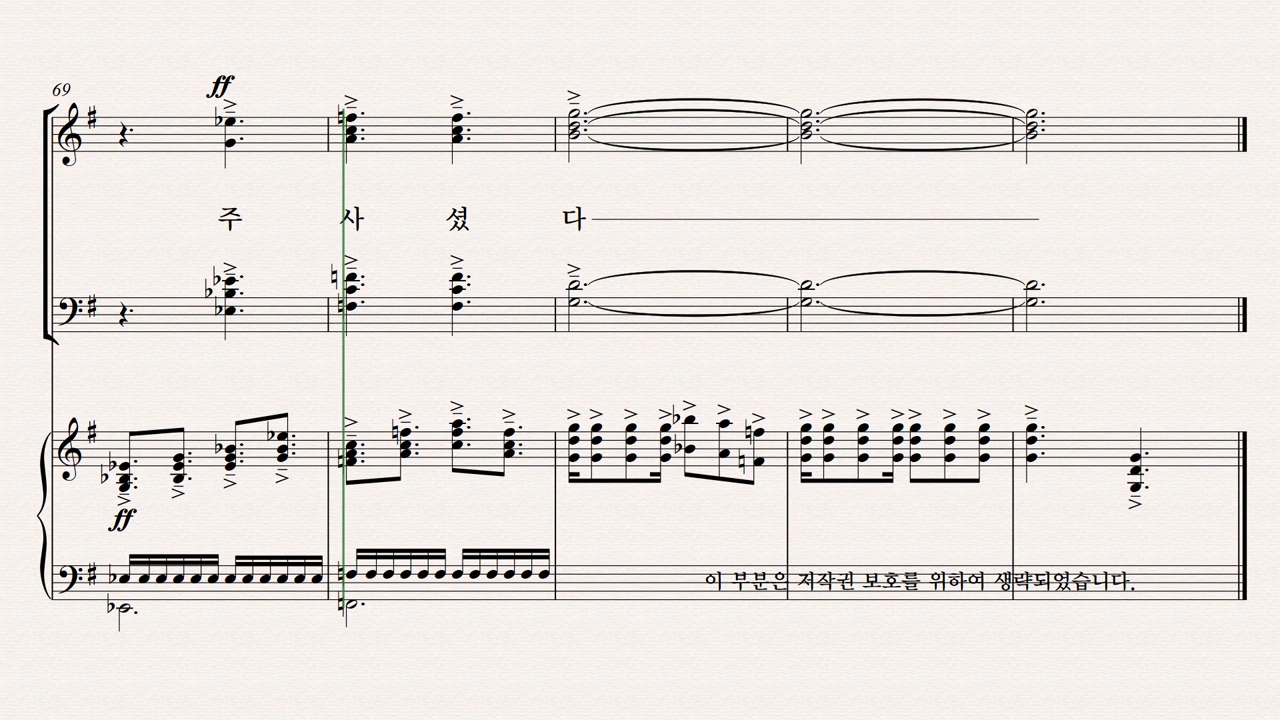 69
ff
주 사 셨 다
ff
이 부분은 저작권 보호를 위하여 생략되었습니다.